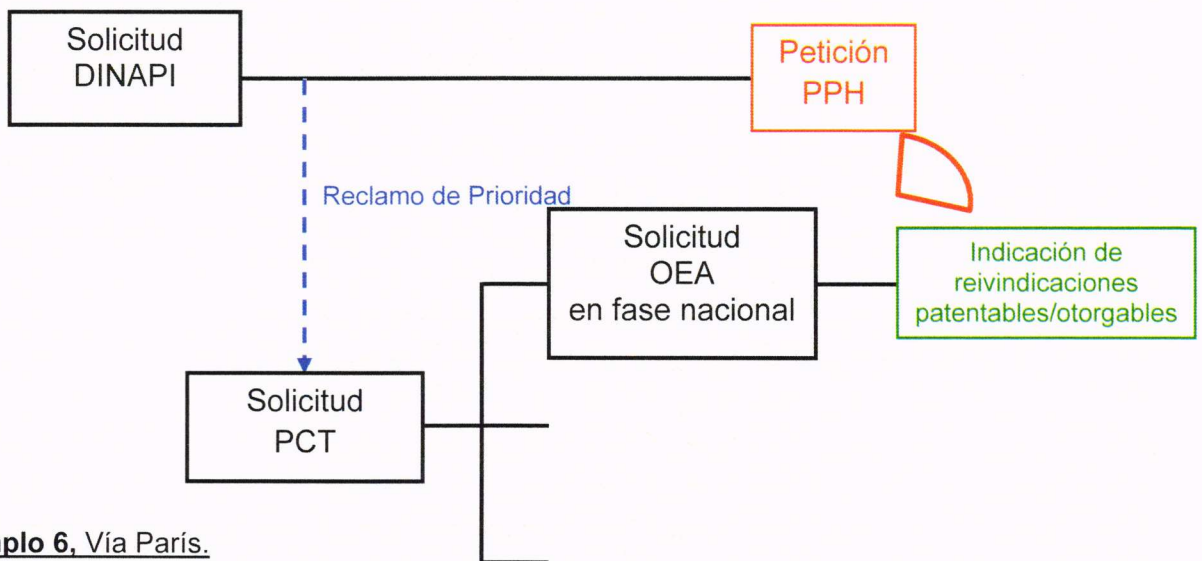 Solicitud
DINAPI
Petición
PPH
Reclamo de Prioridad
Solicitud
OEA
en fase nacional
Indicación de
reivindicaciones
patentables/otorgables
Solicitud
PCT
mplo 6, Vía París.